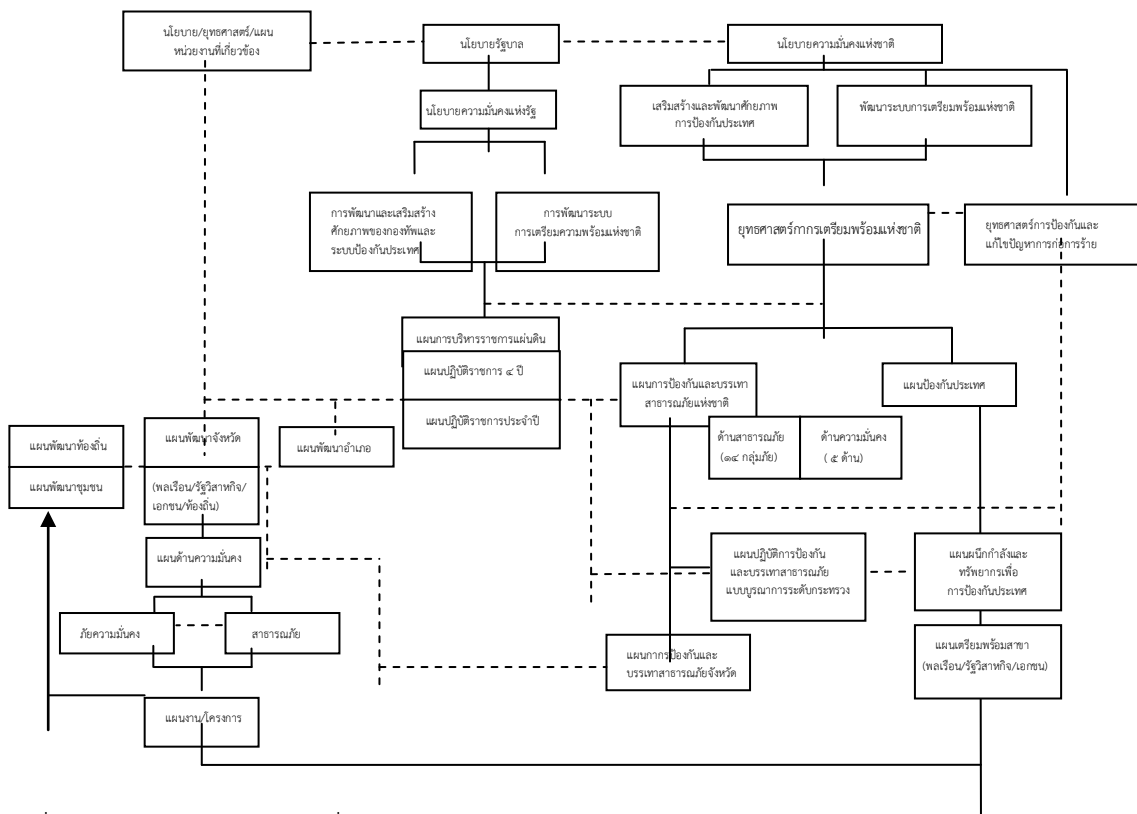 นโยบาย/ยุทธศาสตร์/แผน
หน่วยงานที่เกี่ยวข้อง
นโยบายรัฐบาล
นโยบายความมั่นคงแห่งชาติ
นโยบายความมั่นคงแห่งรัฐ
เสริมสร้างและพัฒนาศักยภาพ
การป้องกันประเทศ
พัฒนาระบบการเตรียมพร้อมแห่งชาติ
การพัฒนาและเสริมสร้าง
ศักยภาพของกองทัพและ
ระบบป้องกันประเทศ
การพัฒนาระบบ
การเตรียมความพร้อมแห่งชาติ
ยุทธศาสตร์การเตรียมพร้อมแห่งชาติ
ยุทธศาสตร์การป้องกันและ
แก้ไขปัญหาการก่อการร้าย
แผนการบริหารราชการแผ่นดิน
แผนปฏิบัติราชการ ๔ ปี
แผนปฏิบัติราชการประจำปี
แผนการป้องกันและบรรเทา
สาธารณภัยแห่งชาติ
แผนป้องกันประเทศ
ด้านสาธารณภัย
(๑๔ กลุ่มภัย)
ด้านความมั่นคง
( ๕ ด้าน)
แผนพัฒนาท้องถิ่น
แผนพัฒนาชุมชน
แผนพัฒนาจังหวัด
(พลเรือน/รัฐวิสาหกิจ/
เอกชน/ท้องถิ่น)
แผนพัฒนาอำเภอ
แผนด้านความมั่นคง
แผนปฏิบัติการป้องกัน
และบรรเทาสาธารณภัย
แบบบูรณาการระดับกระทรวง
แผนผนึกกำลังและ
ทรัพยากรเพื่อ
การป้องกันประเทศ
ภัยความมั่นคง
สาธารณภัย
แผนการป้องกันและ
บรรเทาสาธารณภัยจังหวัด
แผนเตรียมพร้อมสาขา
(พลเรือน/รัฐวิสาหกิจ/เอกชน)
แผนงาน/โครงการ